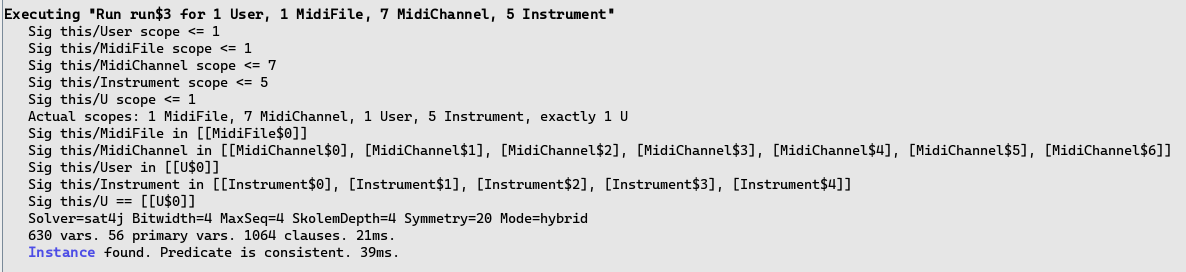 Executing "Run run$3 for 1 User, 1 MidiFile, 7 MidiChannel, 5 Instrument"
Sig this/User scope <= 1
Sig this/MidiFile scope <= 1
Sig this/MidiChannel scope <= 7
Sig this/Instrument scope <= 5
Sig this/U scope <= 1
Actual scopes: 1 MidiFile, 7 MidiChannel, 1 User, 5 Instrument, exactly 1 U
Sig this/MidiFile in [[MidiFile$0]]
Sig this/MidiChannel in [[MidiChannel$0], [MidiChannel$1], [MidiChannel$2], [MidiChannel$3], [MidiChannel$4], [MidiChannel$5], [MidiChannel$6]]
Sig this/User in [[U$0]]
Sig this/Instrument in [[Instrument$0], [Instrument$1], [Instrument$2], [Instrument$3], [Instrument$4]]
Sig this/U == [[U$0]]
Solver=sat4j Bitwidth=4 MaxSeq=4 SkolemDepth=4 Symmetry=20 Mode=hybrid
630 vars. 56 primary vars. 1064 clauses. 21ms.
Instance found. Predicate is consistent. 39ms.